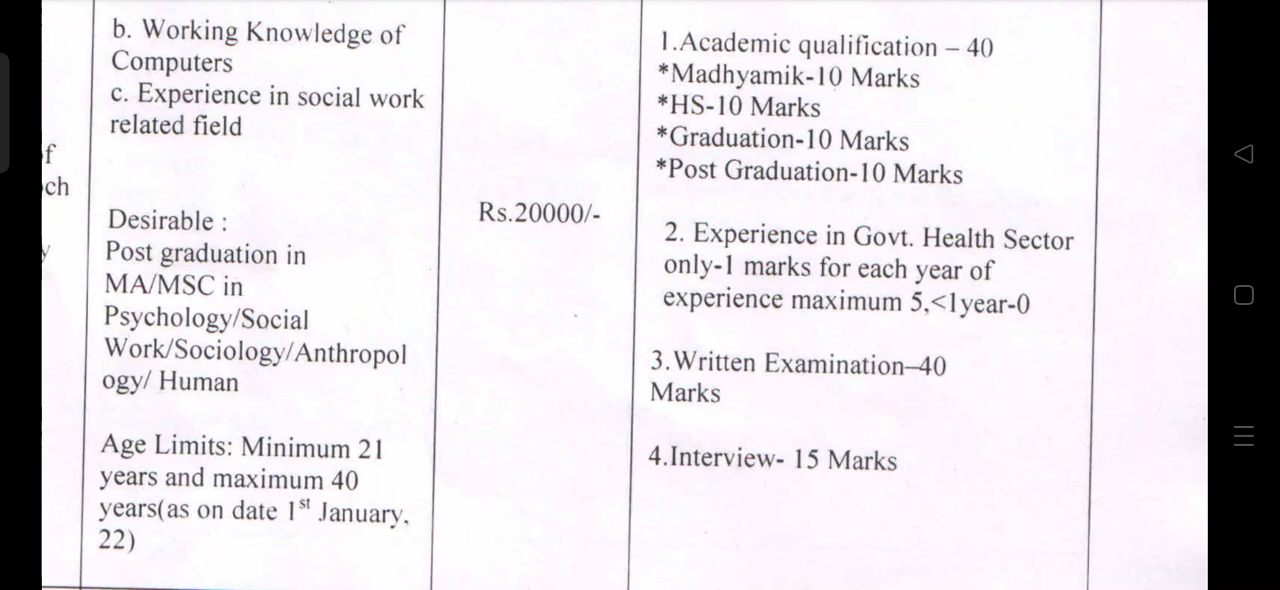 b. Working Knowledge of
Computers
c. Experience in social work
related field
Desirable :
Post graduation in
MA/MSC in
Psychology/Social
Work/Sociology/Anthropol
ogy/ Human
Age Limits: Minimum 21
years and maximum 40
years(as on date 1st January,
22)
Rs.20000/-
1.Academic qualification – 40
*Madhyamik-10 Marks
*HS-10 Marks
*Graduation-10 Marks
*Post Graduation-10 Marks
2. Experience in Govt. Health Sector
only-1 marks for each year of
experience maximum 5,<1year-0
3.Written Examination–40
Marks
4.Interview- 15 Marks